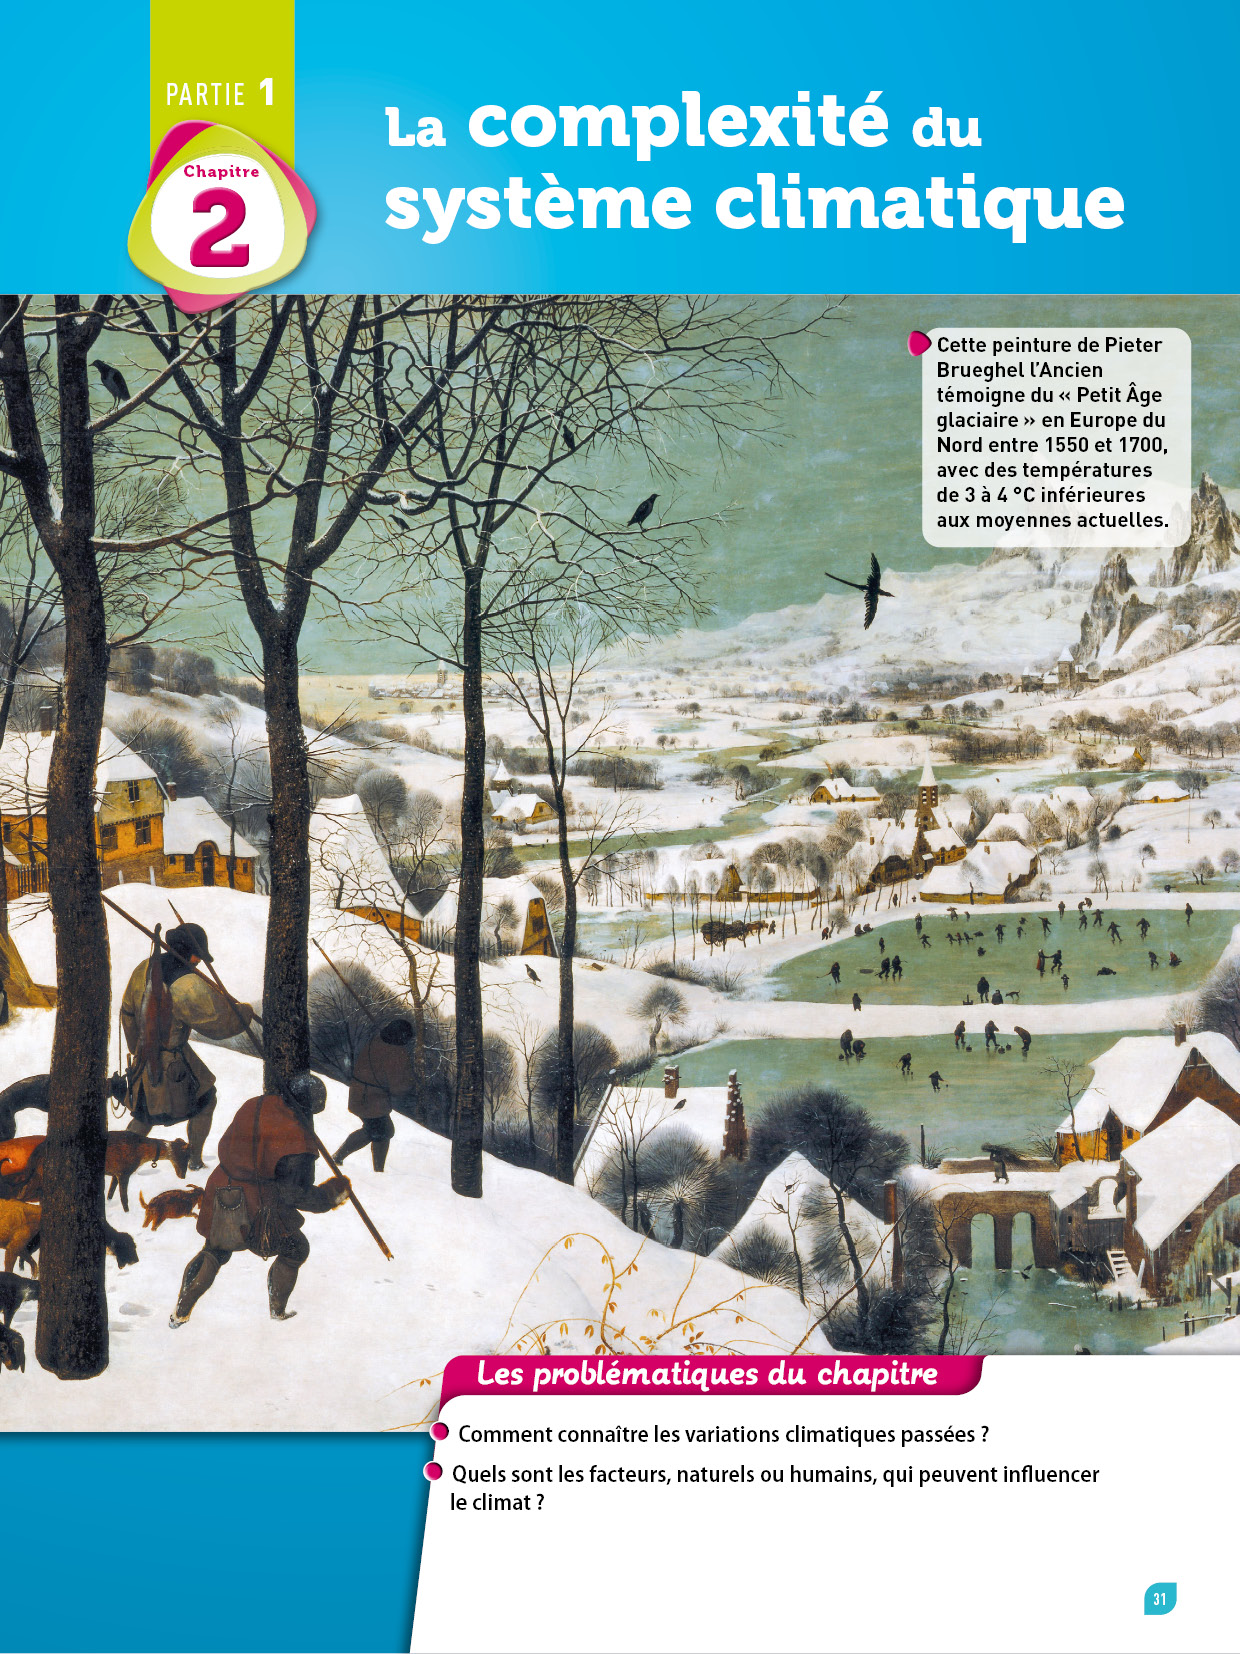 PARTIE 1
Chapitre
2
La complexité du
système climatique
Cette peinture de Pieter
Brueghel l'Ancien
témoigne du « Petit Âge
glaciaire » en Europe du
Nord entre 1550 et 1700,
avec des températures
de 3 à 4 °C inférieures
aux moyennes actuelles.
Les problématiques du chapitre
Comment connaître les variations climatiques passées ?
Quels sont les facteurs, naturels ou humains, qui peuvent influencer
le climat ?
31